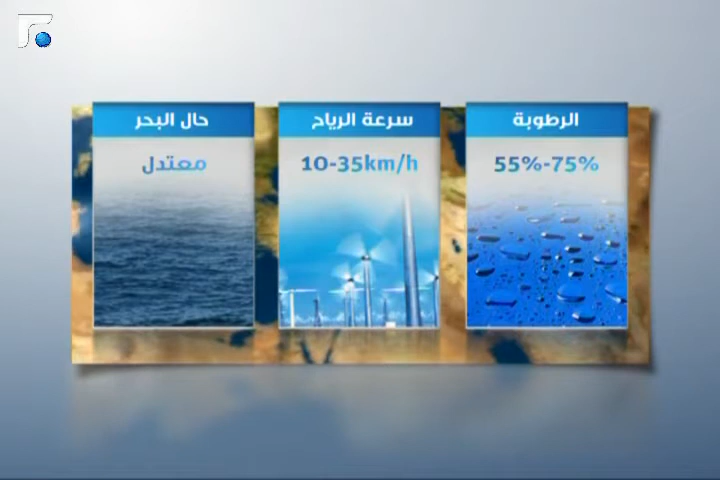 الرطوبة
55%-75%
سرعة الرياح
10-35km/h
حال البحر
معتدل